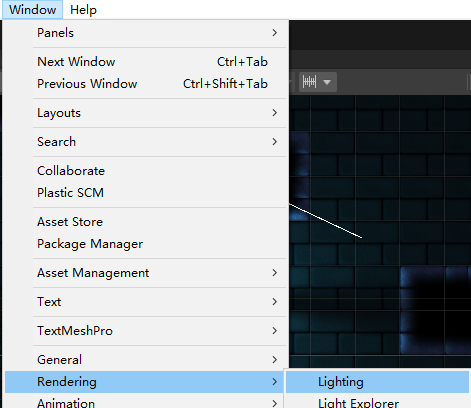 Window Help
Panels
Next Window Ctrl+Tab
Previous Window Ctrl+Shift+Tab
Layouts
Search
Collaborate
Plastic SCM
Asset Store
Package Manager
Asset Management
Text
TextMeshPro
General
Rendering Lighting
Animation Light Explorer